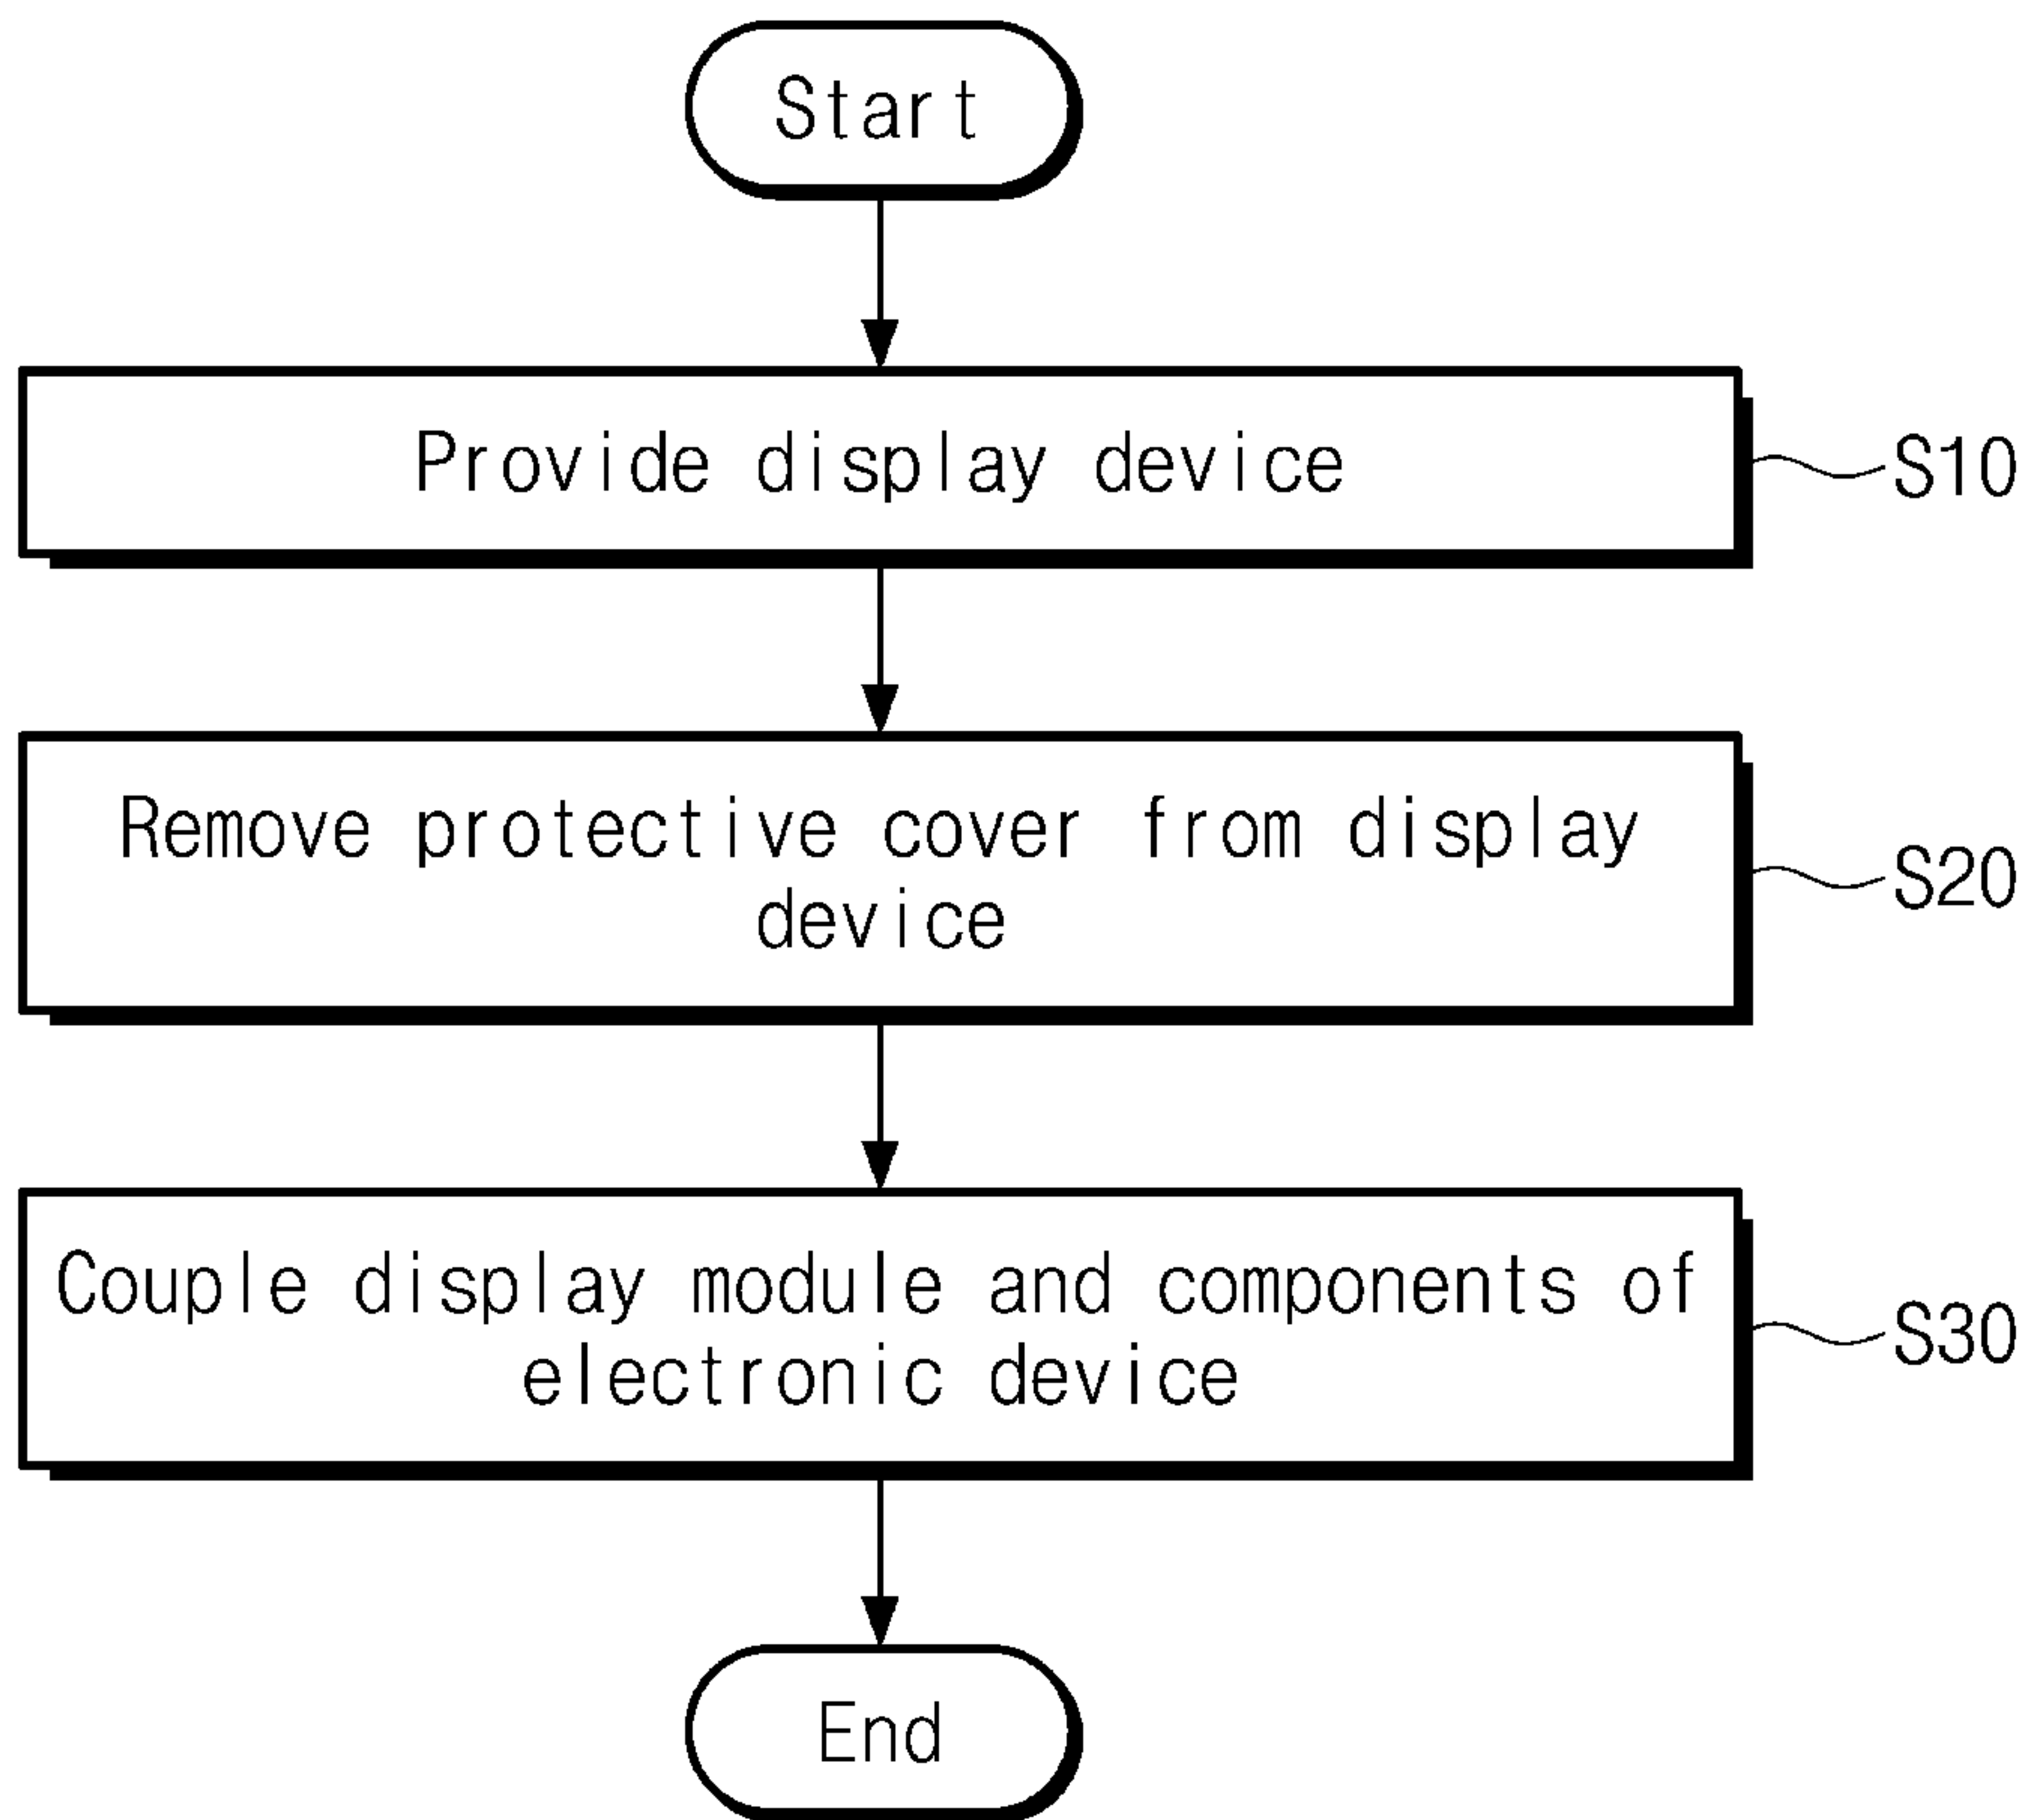 Start
Provide display device
S10
Remove protective cover from display
device
S20
Couple display module and components of
electronic device
S30
End